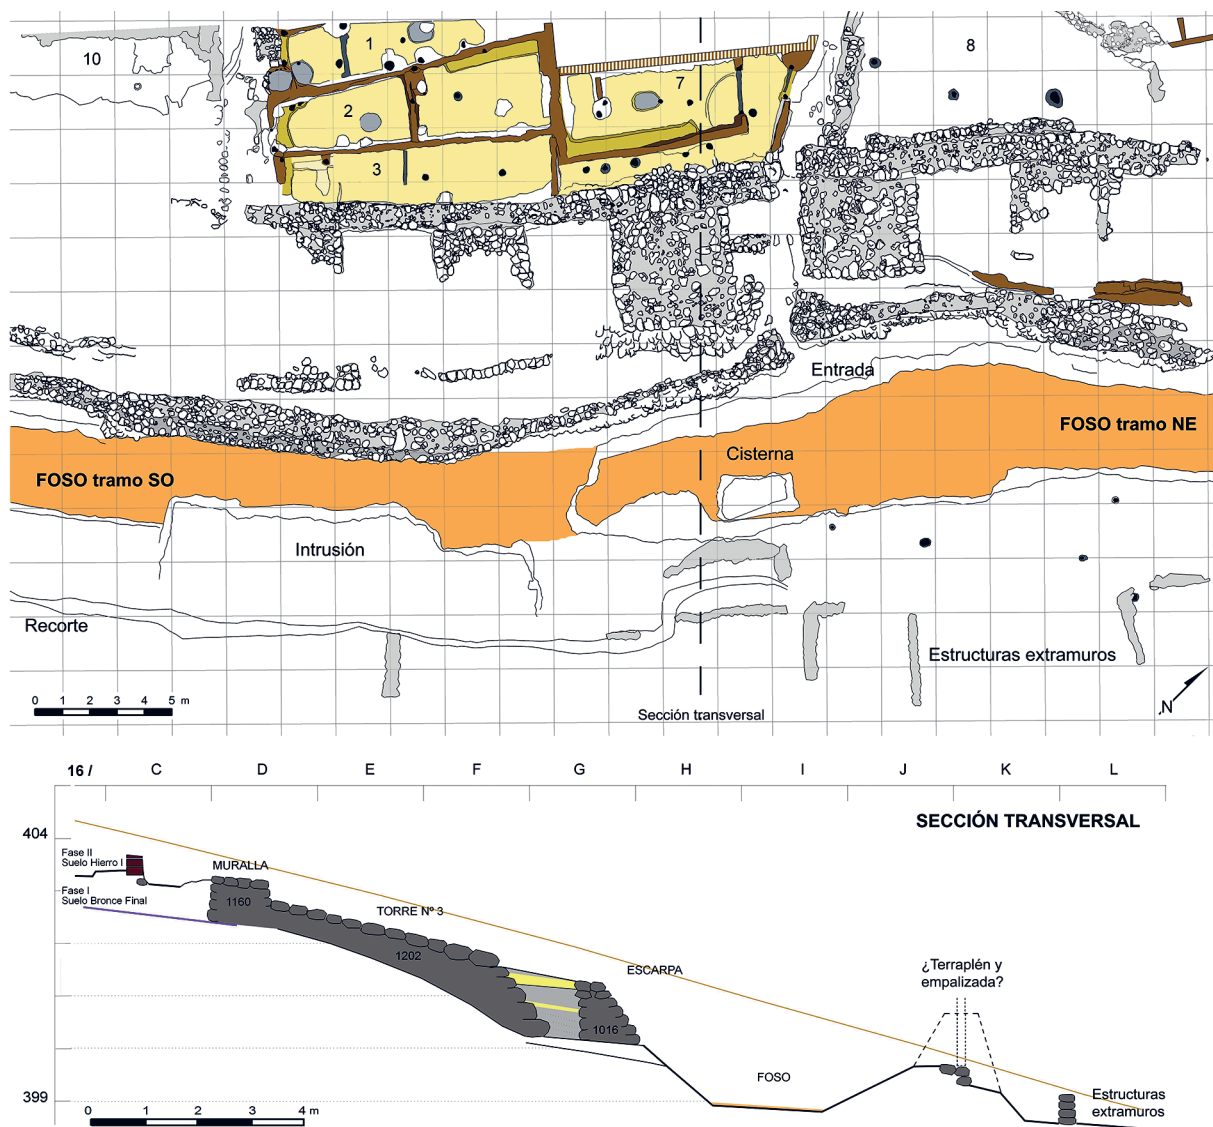 10
1
2
3
7
8
Entrada
FOSO tramo NE
Cisterna
FOSO tramo SO
Intrusión
Recorte
Estructuras extramuros
0 1 2 3 4 5 m
Sección transversal
N
16 / C D E F G H I J K L
SECCIÓN TRANSVERSAL
404
Fase II
Suelo Hierro I
MURALLA
Fase I
Suelo Bronce Final
1160
TORRE Nº 3
1202
ESCARPA
¿Terraplén y
empalizada?
1016
FOSO
399
Estructuras
extramuros
0 1 2 3 4 m